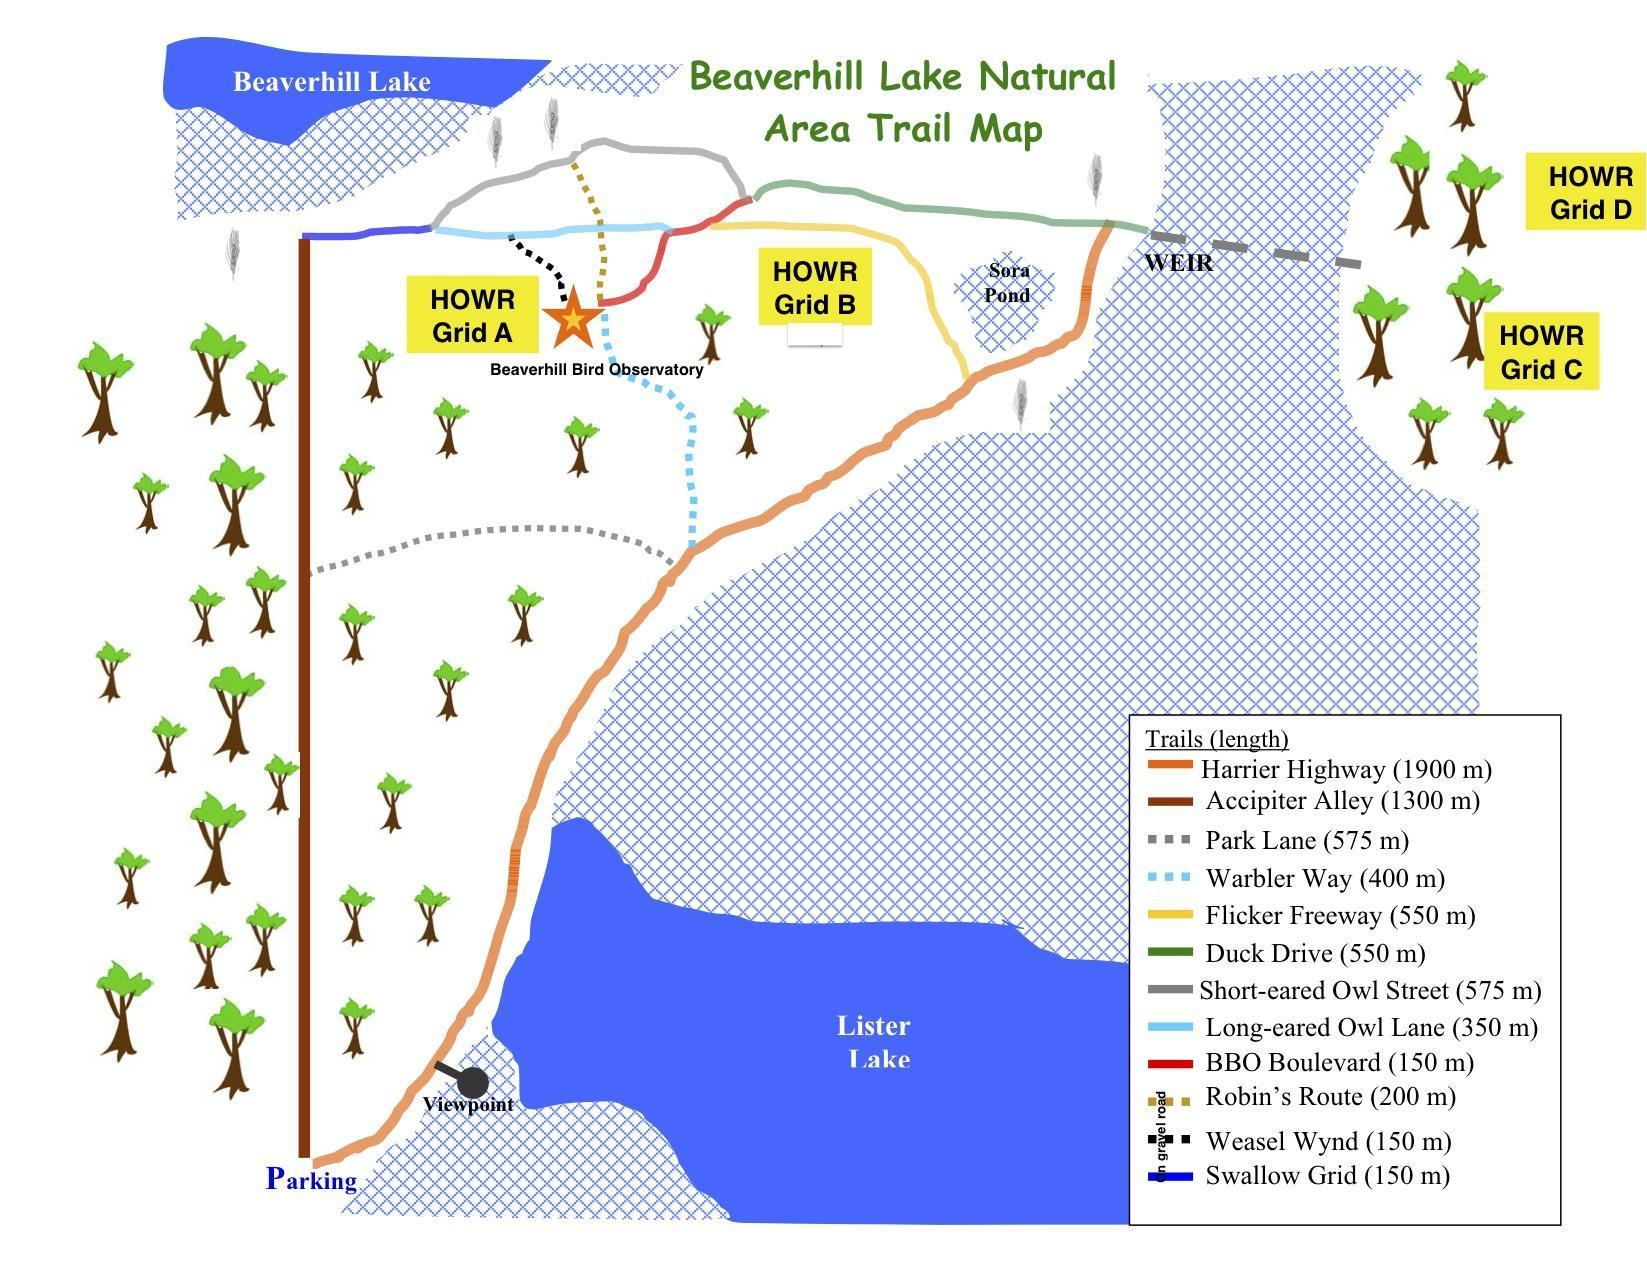 Beaverhill Lake Natural
Area Trail Map
Beaverhill Lake
HOWR
Grid D
WEIR
Sora
Pond
HOWR
Grid B
HOWR
Grid A
Beaverhill Bird Observatory
HOWR
Grid C
Trails (length)
Harrier Highway (1900 m)
Accipiter Alley (1300 m)
Park Lane (575 m)
Warbler Way (400 m)
Flicker Freeway (550 m)
Duck Drive (550 m)
Short-eared Owl Street (575 m)
Long-eared Owl Lane (350 m)
BBO Boulevard (150 m)
Robin's Route (200 m)
Weasel Wynd (150 m)
Swallow Grid (150 m)
On gravel road
Lister
Lake
Viewpoint
Parking